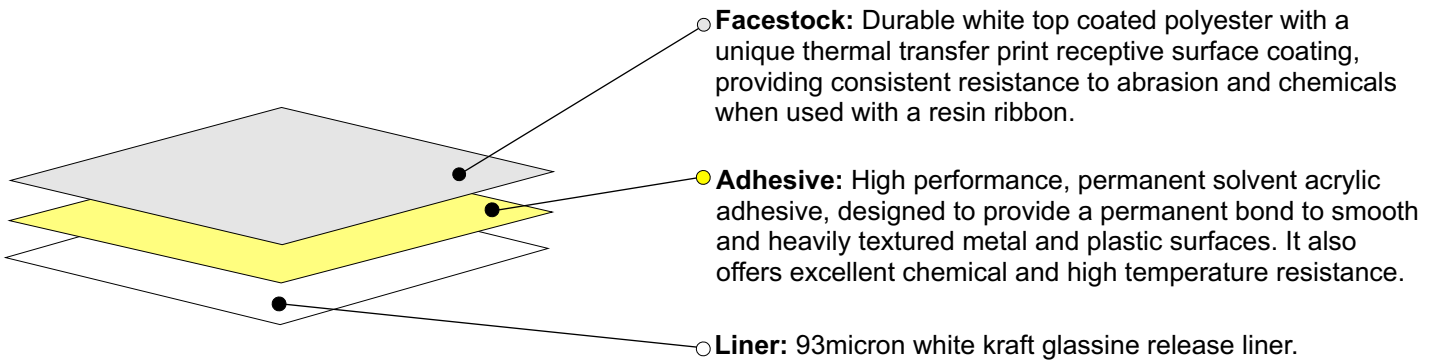 Facestock: Durable white top coated polyester with a
unique thermal transfer print receptive surface coating,
providing consistent resistance to abrasion and chemicals
when used with a resin ribbon.
Adhesive: High performance, permanent solvent acrylic
adhesive, designed to provide a permanent bond to smooth
and heavily textured metal and plastic surfaces. It also
offers excellent chemical and high temperature resistance.
Liner: 93micron white kraft glassine release liner.